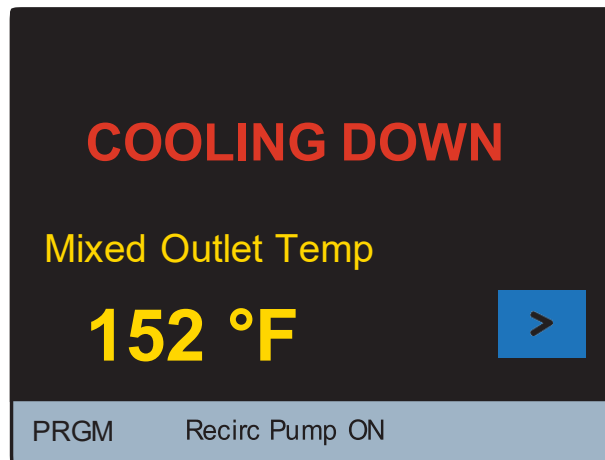 COOLING DOWN
Mixed Outlet Temp
152 °F
>
PRGM Recirc Pump ON